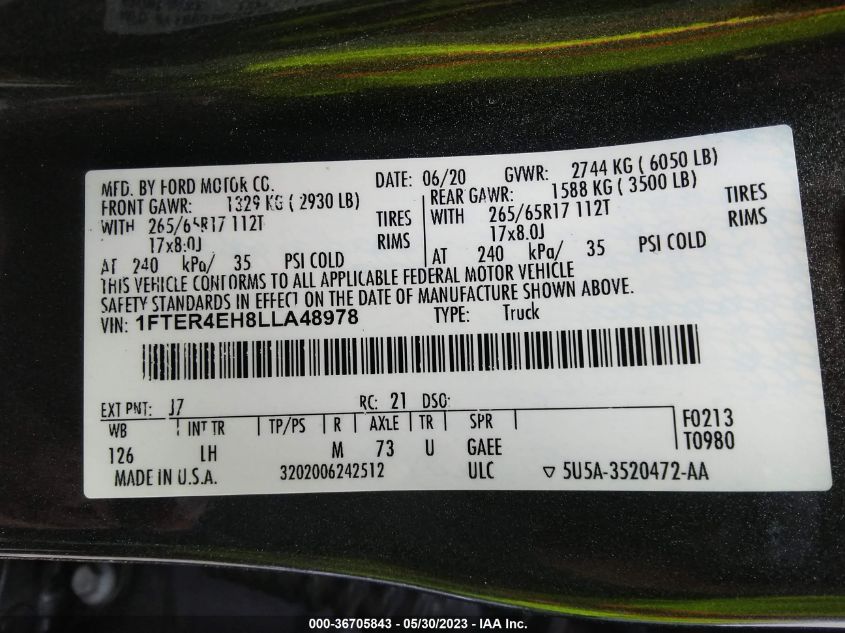 MFD. BY FORD MOTOR CO. DATE: 06/20 GVWR: 2744 KG ( 6050 LB)
FRONT GAWR: 1329 KG ( 2930 LB) REAR GAWR: 1588 KG ( 3500 LB)
WITH 265/65R17 112T TIRES WITH 265/65R17 112T TIRES
17x8.0J RIMS 17x8.0J RIMS
AT 240 kPa/ 35 PSI COLD AT 240 kPa/ 35 PSI COLD
THIS VEHICLE CONFORMS TO ALL APPLICABLE FEDERAL MOTOR VEHICLE
SAFETY STANDARDS IN EFFECT ON THE DATE OF MANUFACTURE SHOWN ABOVE.
VIN: 1FTER4EH8LLA48978 TYPE: Truck
EXT PNT: J7 RC: 21 DSO:
WB INT TR TP/PS R AXLE TR SPR F0213
126 LH M 73 U GAEE T0980
MADE IN U.S.A. 3202006242512 ULC ▽ 5U5A-3520472-AA
000-36705843 - 05/30/2023 - IAA Inc.